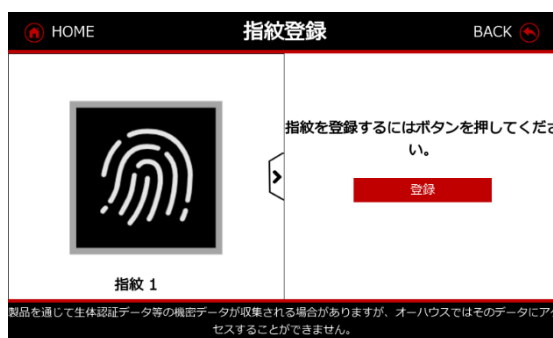 HOME
指紋登録
BACK
指紋を登録するにはボタンを押してくださ
い。
登録
指紋 1
製品を通じて生体認証データ等の機密データが収集される場合がありますが、オーハウスではそのデータにア
セスすることができません。